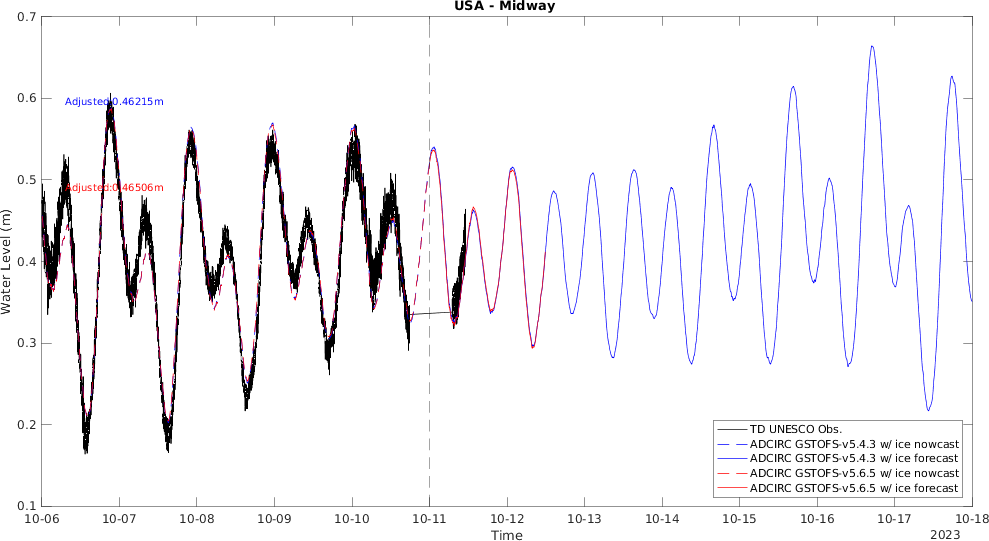 USA - Midway
0.7
0.6
0.5
0.4
0.3
0.2
0.1
Water Level (m)
Adjusted:0.46215m
Adjusted:0.46506m
TD UNESCO Obs.
ADCIRC GSTOFS-v5.4.3 w/ ice nowcast
ADCIRC GSTOFS-v5.4.3 w/ ice forecast
ADCIRC GSTOFS-v5.6.5 w/ ice nowcast
ADCIRC GSTOFS-v5.6.5 w/ ice forecast
10-06 10-07 10-08 10-09 10-10 10-11 10-12 10-13 10-14 10-15 10-16 10-17 10-18
Time
2023